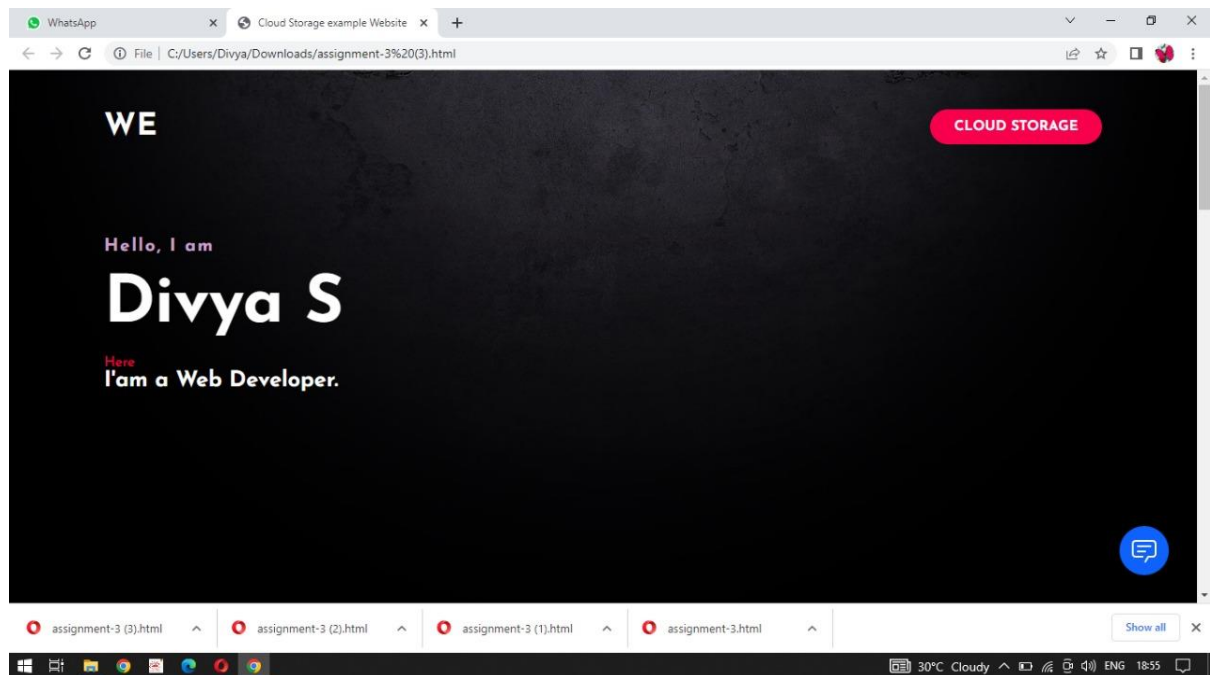 WhatsApp
Cloud Storage example Website
File | C:/Users/Divya/Downloads/assignment-3%20(3).html
WE
CLOUD STORAGE
Hello, I am
Divya S
Here
I'am a Web Developer.
assignment-3 (3).html
assignment-3 (2).html
assignment-3 (1).html
assignment-3.html
Show all
30°C Cloudy
ENG
18:55